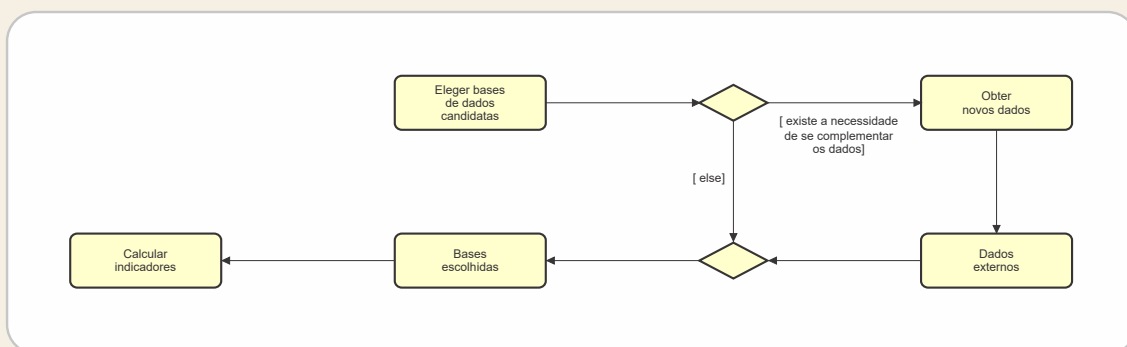 Eleger bases
de dados
candidatas
Obter
novos dados
[ existe a necessidade
de se complementar
os dados]
[ else]
Calcular
indicadores
Bases
escolhidas
Dados
externos